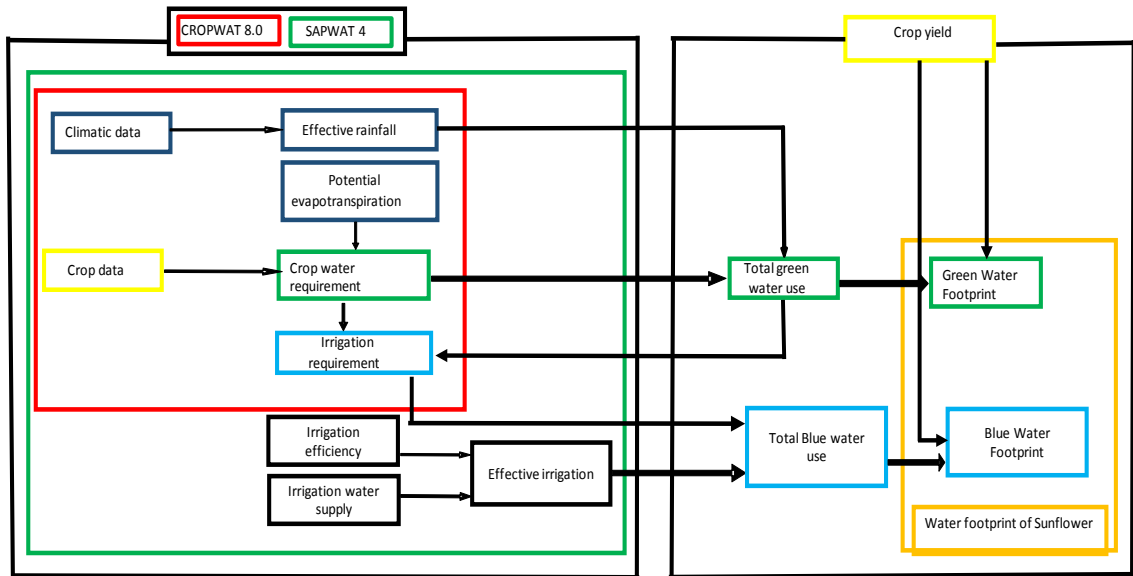 CROPWAT 8.0
SAPWAT 4
Crop yield
Climatic data
Effective rainfall
Potential
evapotranspiration
Crop data
Crop water
requirement
Total green
water use
Green Water
Footprint
Irrigation
requirement
Irrigation
efficiency
Effective irrigation
Irrigation water
supply
Total Blue water
use
Blue Water
Footprint
Water footprint of Sunflower